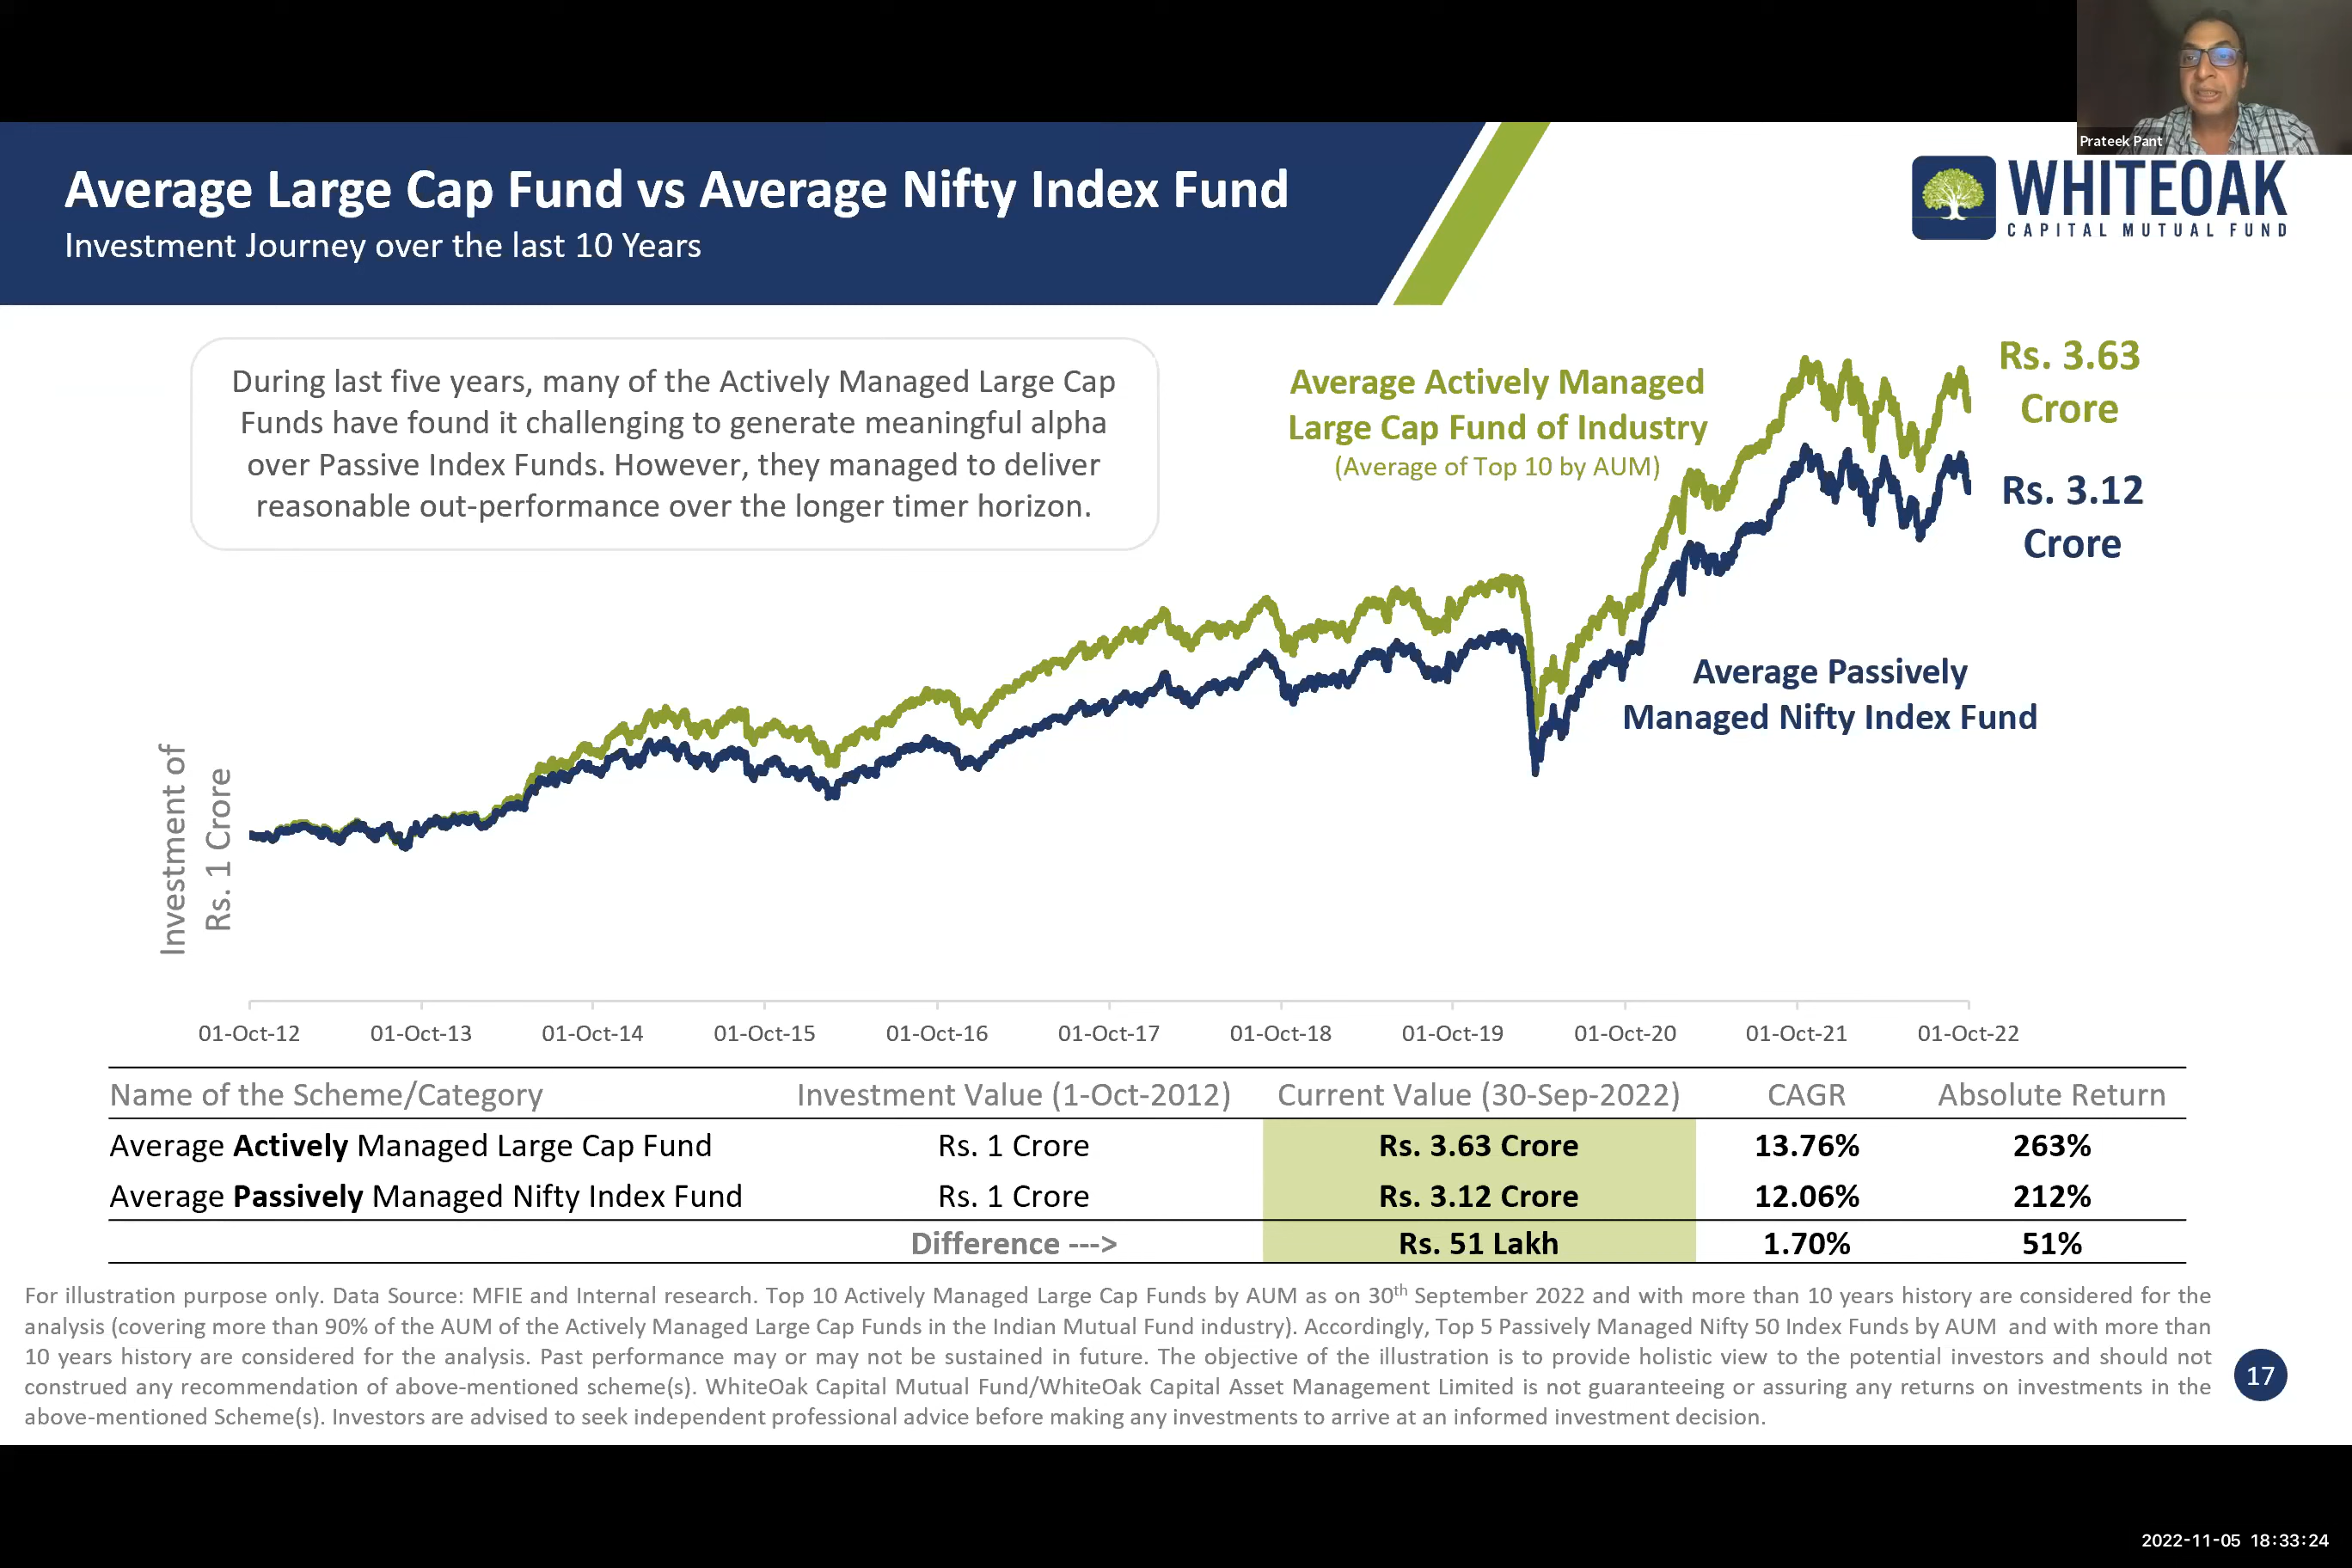 Prateek Pant
Average Large Cap Fund vs Average Nifty Index Fund
Investment Journey over the last 10 Years
WHITEOAK
CAPITAL MUTUAL FUND
During last five years, many of the Actively Managed Large Cap
Funds have found it challenging to generate meaningful alpha
over Passive Index Funds. However, they managed to deliver
reasonable out-performance over the longer timer horizon.
Average Actively Managed
Large Cap Fund of Industry
(Average of Top 10 by AUM)
Rs. 3.63
Crore
Rs. 3.12
Crore
Average Passively
Managed Nifty Index Fund
Investment of
Rs. 1 Crore
01-Oct-12 01-Oct-13 01-Oct-14 01-Oct-15 01-Oct-16 01-Oct-17 01-Oct-18 01-Oct-19 01-Oct-20 01-Oct-21 01-Oct-22
Name of the Scheme/Category Investment Value (1-Oct-2012) Current Value (30-Sep-2022) CAGR Absolute Return
Average Actively Managed Large Cap Fund Rs. 1 Crore Rs. 3.63 Crore 13.76% 263%
Average Passively Managed Nifty Index Fund Rs. 1 Crore Rs. 3.12 Crore 12.06% 212%
Difference ---> Rs. 51 Lakh 1.70% 51%
For illustration purpose only. Data Source: MFIE and Internal research. Top 10 Actively Managed Large Cap Funds by AUM as on 30th September 2022 and with more than 10 years history are considered for the
analysis (covering more than 90% of the AUM of the Actively Managed Large Cap Funds in the Indian Mutual Fund industry). Accordingly, Top 5 Passively Managed Nifty 50 Index Funds by AUM and with more than
10 years history are considered for the analysis. Past performance may or may not be sustained in future. The objective of the illustration is to provide holistic view to the potential investors and should not
construed any recommendation of above-mentioned scheme(s). WhiteOak Capital Mutual Fund/WhiteOak Capital Asset Management Limited is not guaranteeing or assuring any returns on investments in the
above-mentioned Scheme(s). Investors are advised to seek independent professional advice before making any investments to arrive at an informed investment decision.
17
2022-11-05 18:33:24